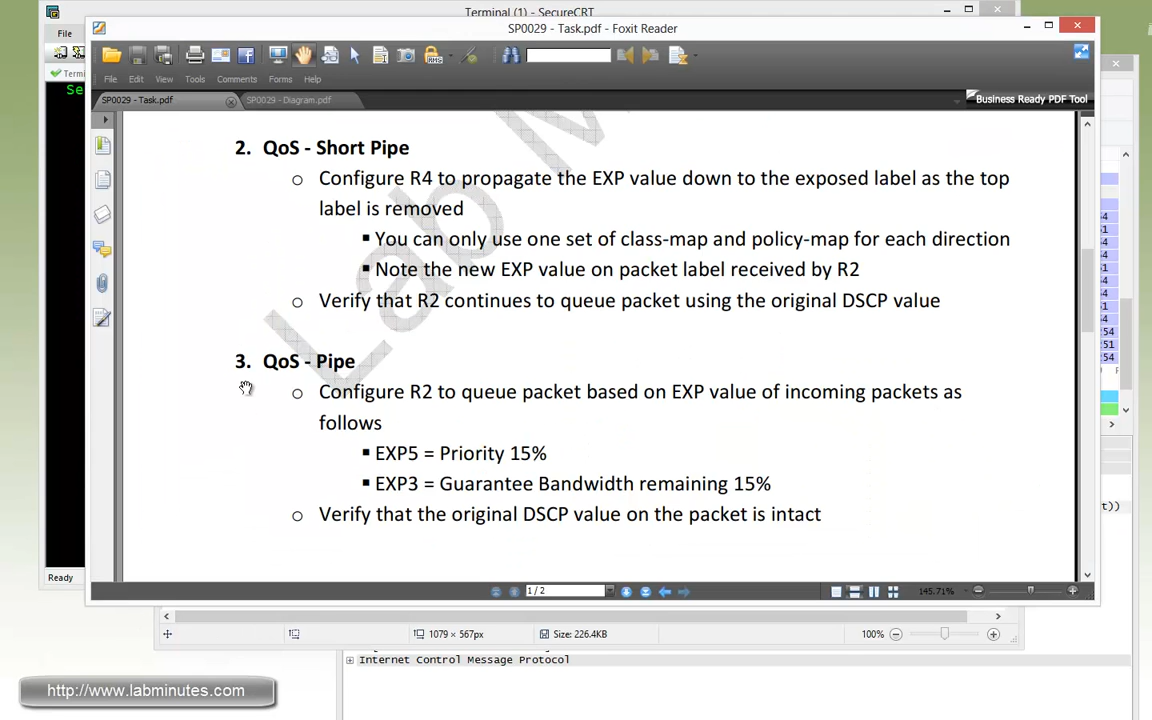 Terminal (1) - SecureCRT
File
SP0029 - Task.pdf - Foxit Reader
File Edit View Tools Comments Forms Help
SP0029 - Task.pdf
SP0029 - Diagram.pdf
Business Ready PDF Tool
Lab M
2. QoS - Short Pipe
o Configure R4 to propagate the EXP value down to the exposed label as the top
label is removed
▪ You can only use one set of class-map and policy-map for each direction
▪ Note the new EXP value on packet label received by R2
o Verify that R2 continues to queue packet using the original DSCP value
3. QoS - Pipe
o Configure R2 to queue packet based on EXP value of incoming packets as
follows
▪ EXP5 = Priority 15%
▪ EXP3 = Guarantee Bandwidth remaining 15%
o Verify that the original DSCP value on the packet is intact
Ready
1 / 2
145.71%
1079 × 567px
Size: 226.4KB
100%
Internet Control Message Protocol
http://www.labminutes.com